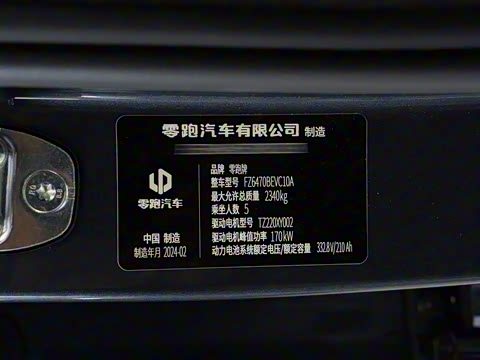 零跑汽车有限公司 制造
品牌 零跑牌
整车型号 FZ6470BEVC10A
最大允许总质量 2340kg
乘坐人数 5
驱动电机型号 TZ220XY002
驱动电机峰值功率 170kW
动力电池系统额定电压/额定容量 332.8V/210 Ah
零跑汽车
中国 制造
制造年月 2024-02